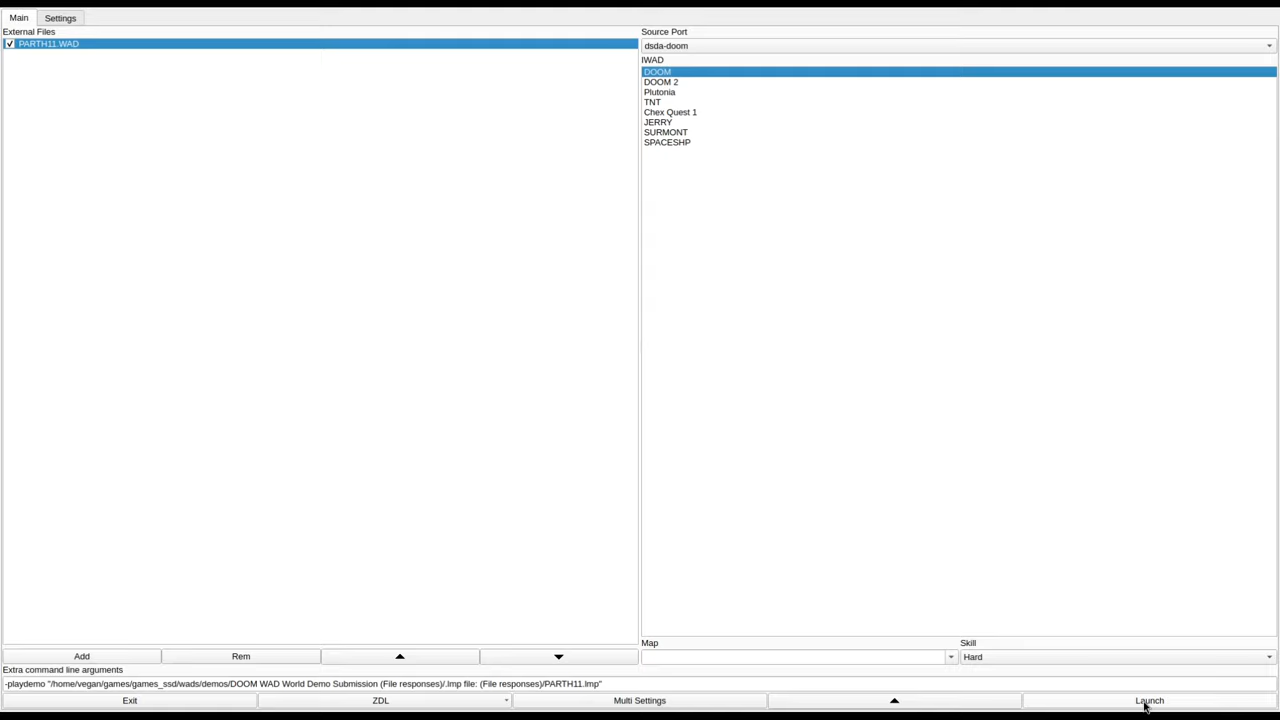 Main Settings
External Files
PARTH11.WAD
Source Port
dsda-doom
IWAD
DOOM
DOOM 2
Plutonia
TNT
Chex Quest 1
JERRY
SURMONT
SPACESHP
Map Skill
Hard
Add Rem
Extra command line arguments
-playdemo "/home/vegan/games/games_ssd/wads/demos/DOOM WAD World Demo Submission (File responses)/.lmp file: (File responses)/PARTH11.lmp"
Exit ZDL Multi Settings Launch